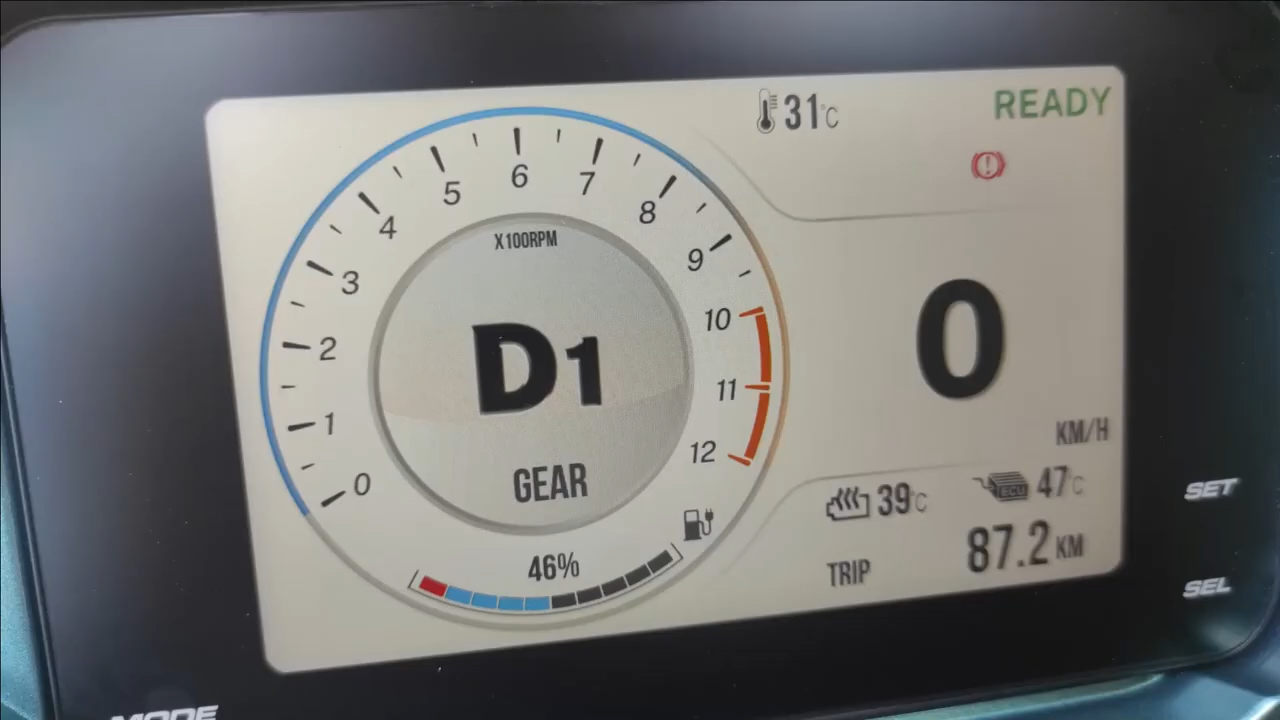 31°C
READY
0
1
2
3
4
5
6
7
8
9
10
11
12
X100RPM
D1
GEAR
46%
0
KM/H
39°C
ECU
47°C
TRIP
87.2 KM
SET
SEL
MODE